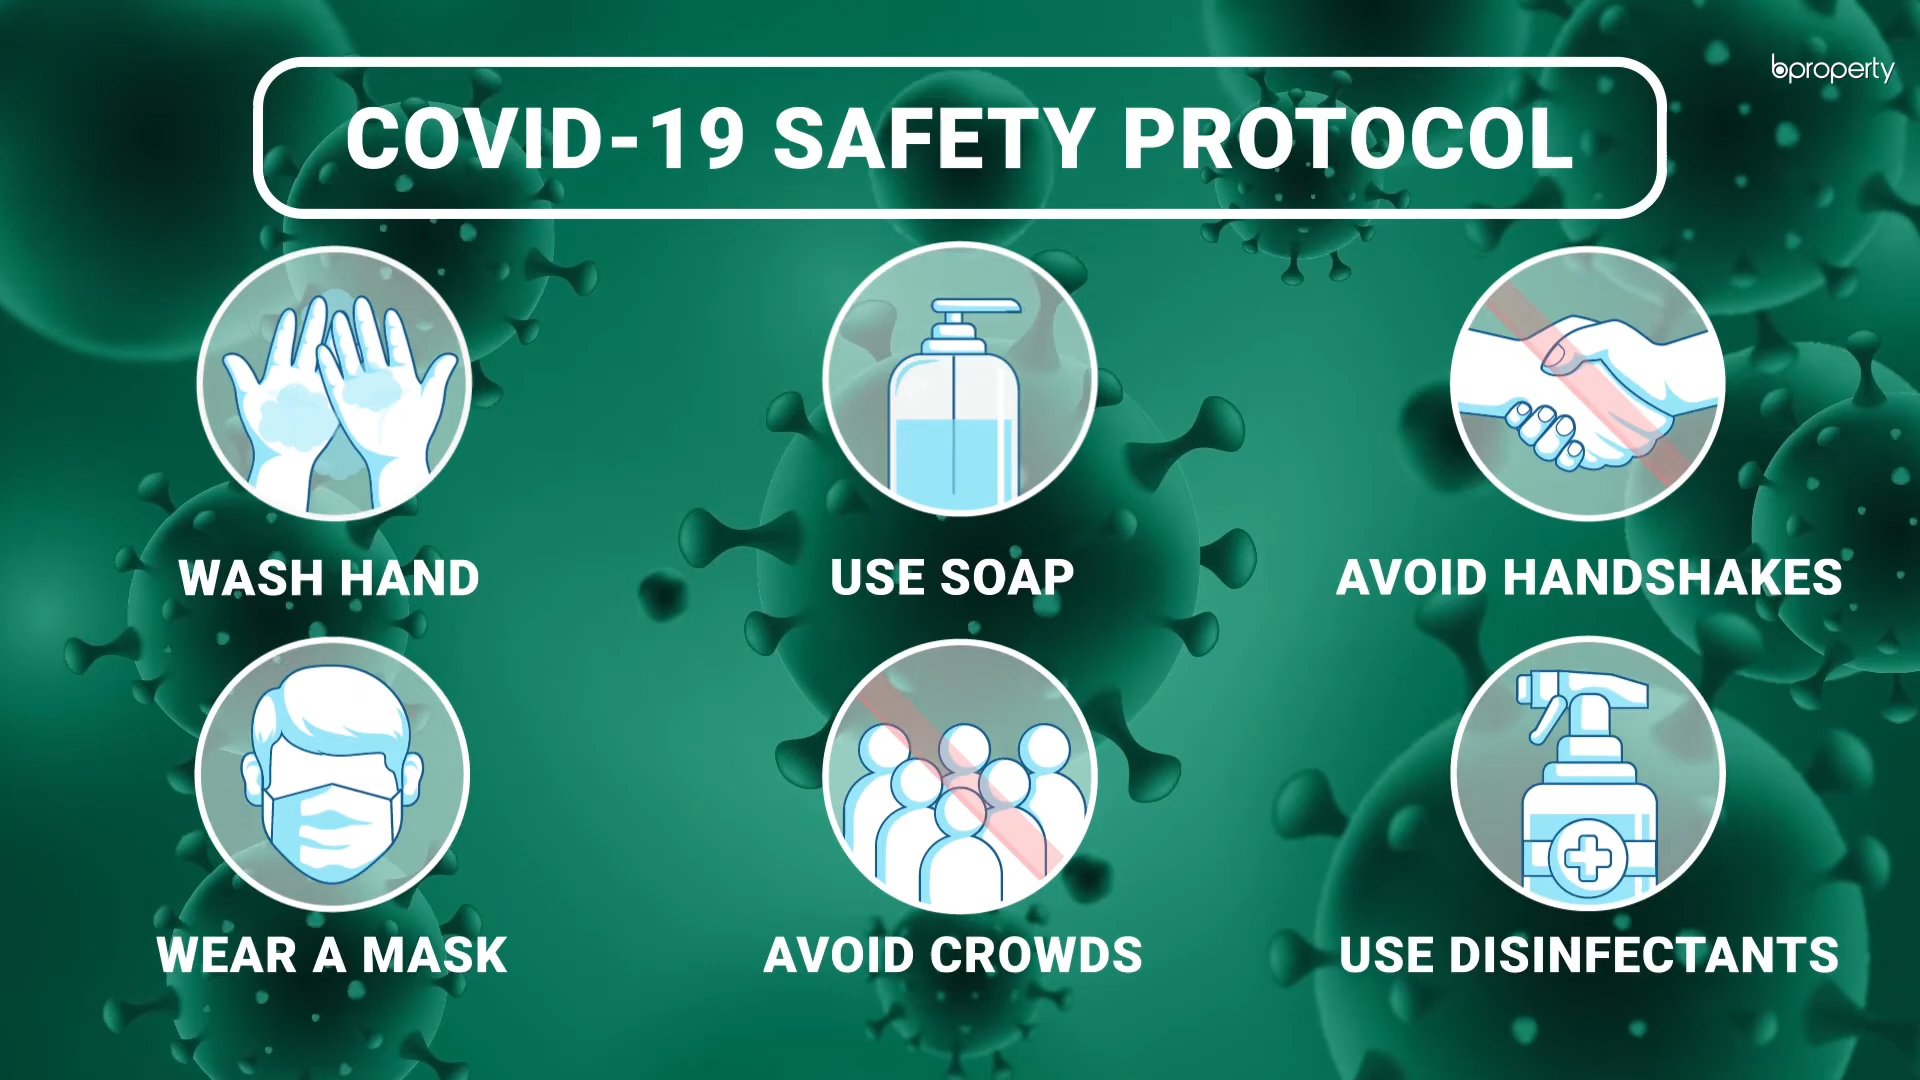 bproperty
COVID-19 SAFETY PROTOCOL
WASH HAND
USE SOAP
AVOID HANDSHAKES
WEAR A MASK
AVOID CROWDS
USE DISINFECTANTS